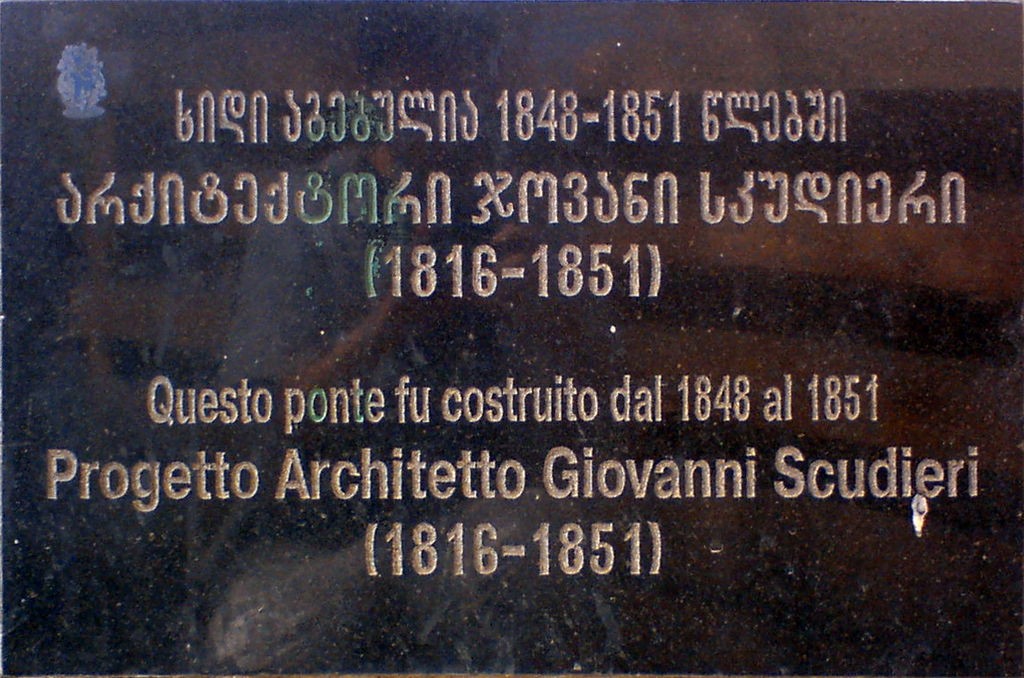 ხიდი აგებულია 1848-1851 წლებში
არქიტექტორი ჯოვანი სკუდიერი
(1816-1851)
Questo ponte fu costruito dal 1848 al 1851
Progetto Architetto Giovanni Scudieri
(1816-1851)